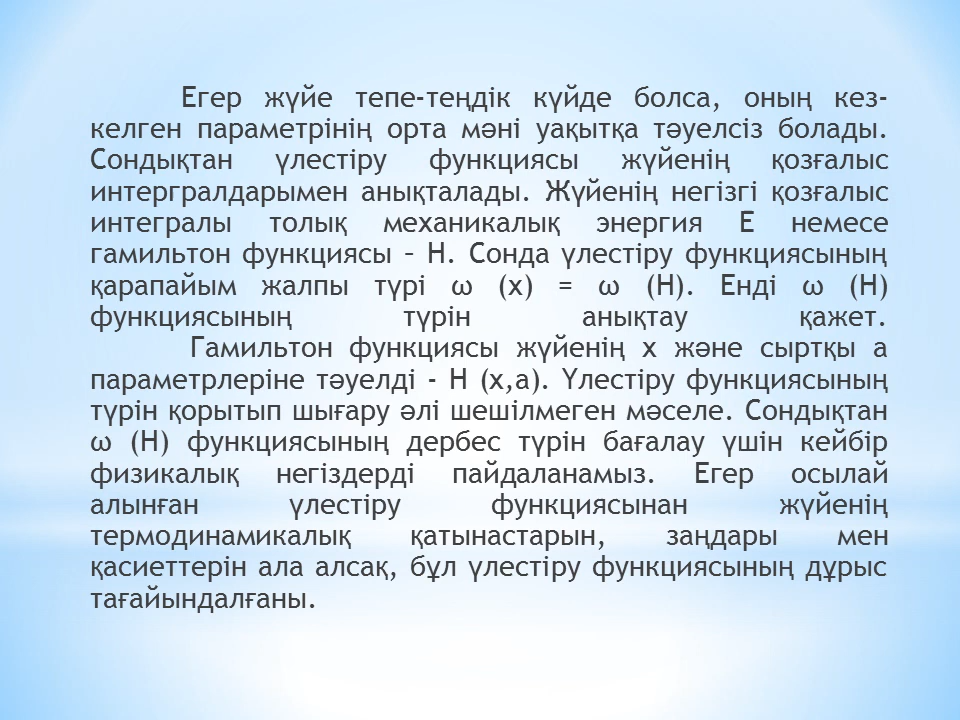 Егер жүйе тепе-теңдік күйде болса, оның кез-
келген параметрінің орта мәні уақытқа тәуелсіз болады.
Сондықтан үлестіру функциясы жүйенің қозғалыс
интергралдарымен анықталады. Жүйенің негізгі қозғалыс
интегралы толық механикалық энергия Е немесе
гамильтон функциясы – Н. Сонда үлестіру функциясының
қарапайым жалпы түрі ω (х) = ω (Н). Енді ω (Н)
функциясының түрін анықтау қажет.
Гамильтон функциясы жүйенің х және сыртқы а
параметрлеріне тәуелді - Н (х,а). Үлестіру функциясының
түрін қорытып шығару әлі шешілмеген мәселе. Сондықтан
ω (Н) функциясының дербес түрін бағалау үшін кейбір
физикалық негіздерді пайдаланамыз. Егер осылай
алынған үлестіру функциясынан жүйенің
термодинамикалық қатынастарын, заңдары мен
қасиеттерін ала алсақ, бұл үлестіру функциясының дұрыс
тағайындалғаны.